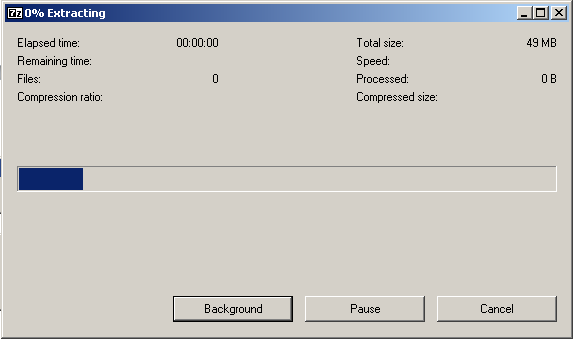 7z 0% Extracting
Elapsed time: 00:00:00 Total size: 49 MB
Remaining time: Speed:
Files: 0 Processed: 0 B
Compression ratio: Compressed size:
Background Pause Cancel